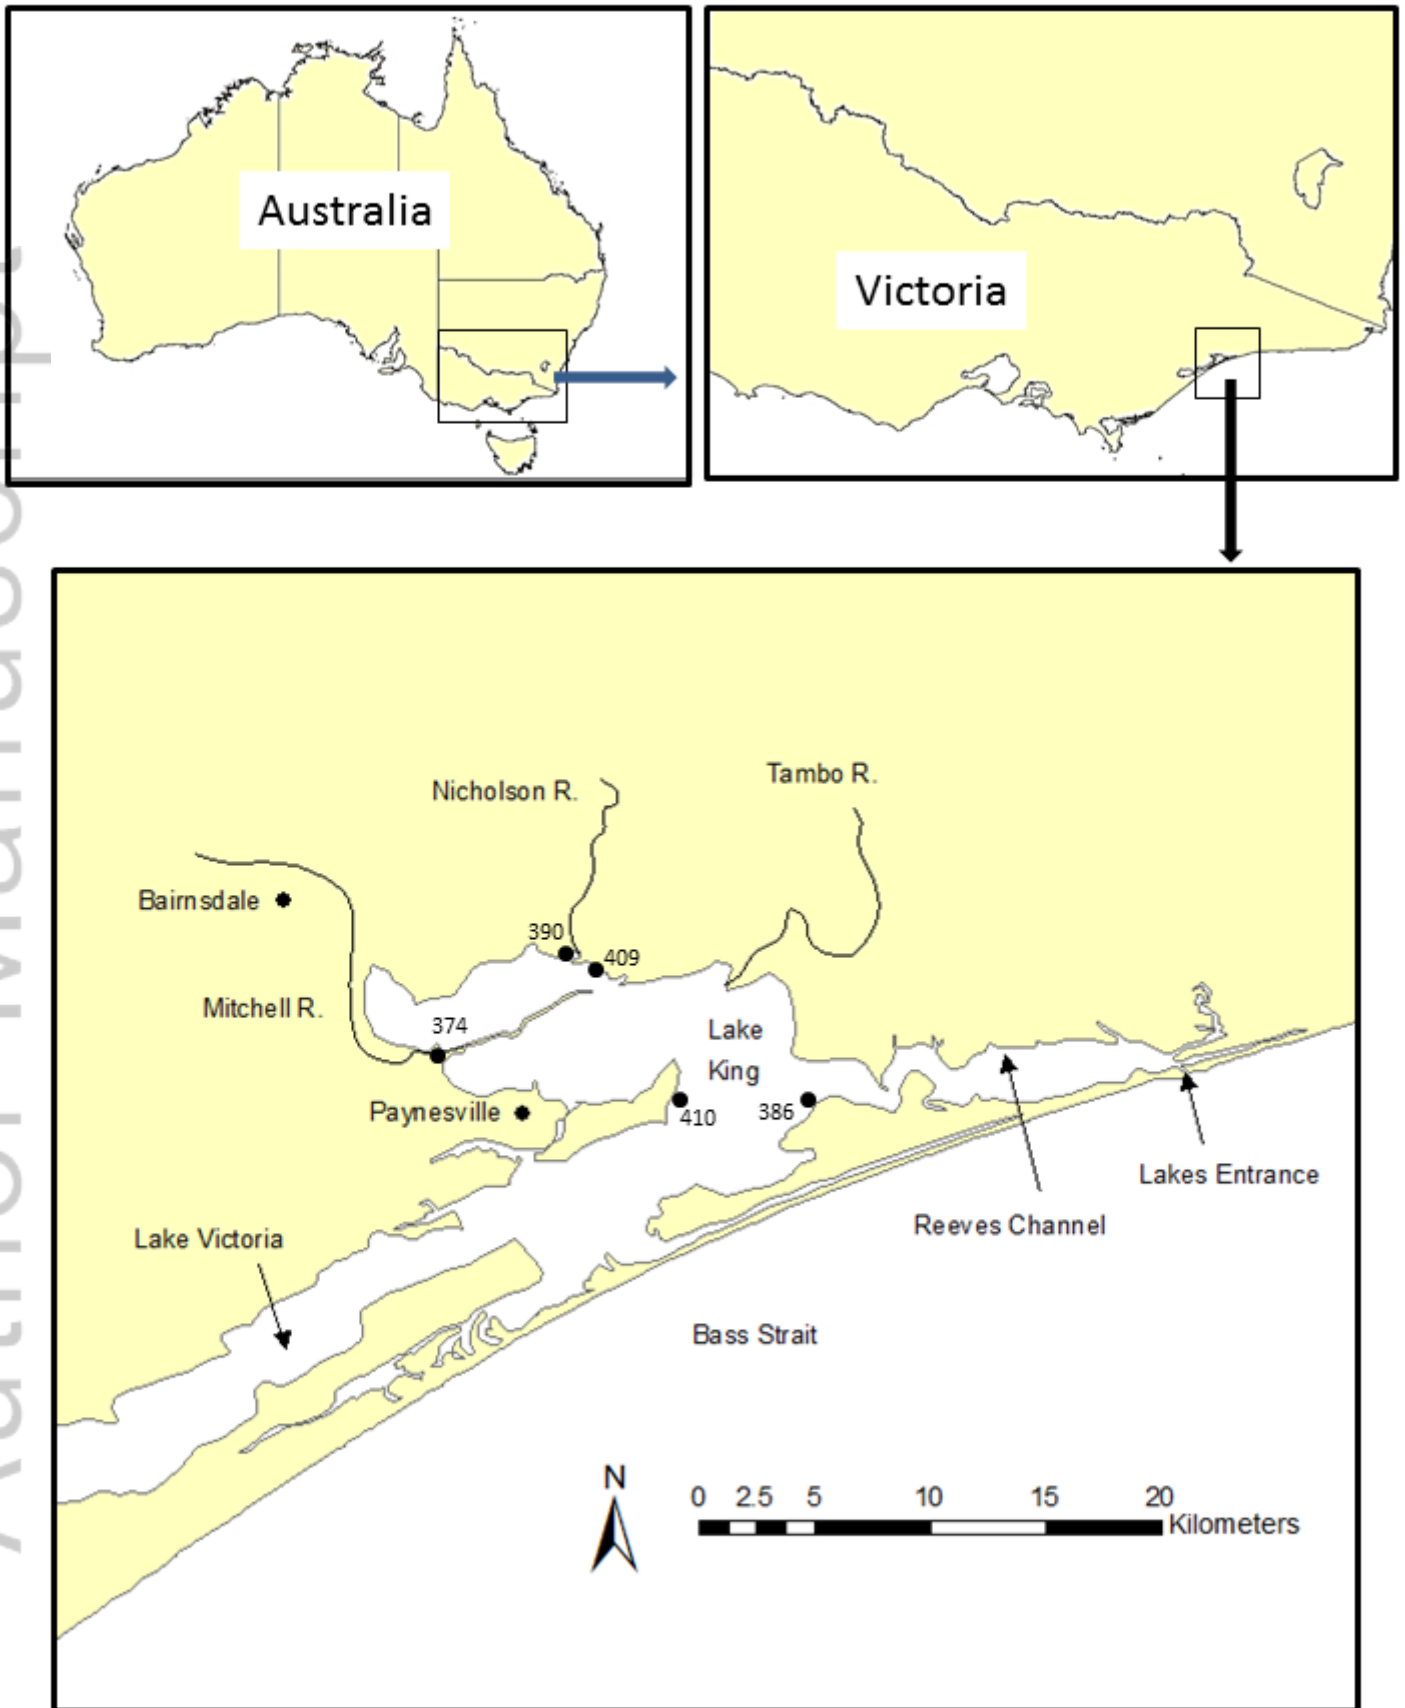 Australia
Victoria
Nicholson R.
Tambo R.
Bairnsdale
390
409
Mitchell R.
374
Lake
King
Paynesville
410
386
Lakes Entrance
Reeves Channel
Lake Victoria
Bass Strait
N
0 2.5 5 10 15 20
Kilometers